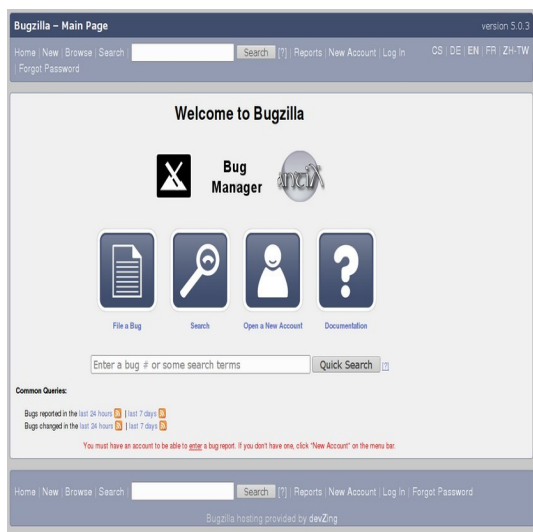 Bugzilla – Main Page
version 5.0.3
Home | New | Browse | Search | Search [?] | Reports | New Account | Log In
| Forgot Password
CS | DE | EN | FR | ZH-TW
Welcome to Bugzilla
Bug
Manager
antiX
File a Bug
Search
Open a New Account
Documentation
Enter a bug # or some search terms
Quick Search [?]
Common Queries:
Bugs reported in the last 24 hours | last 7 days
Bugs changed in the last 24 hours | last 7 days
You must have an account to be able to enter a bug report. If you don't have one, click "New Account" on the menu bar.
Home | New | Browse | Search | Search [?] | Reports | New Account | Log In | Forgot Password
Bugzilla hosting provided by devZing